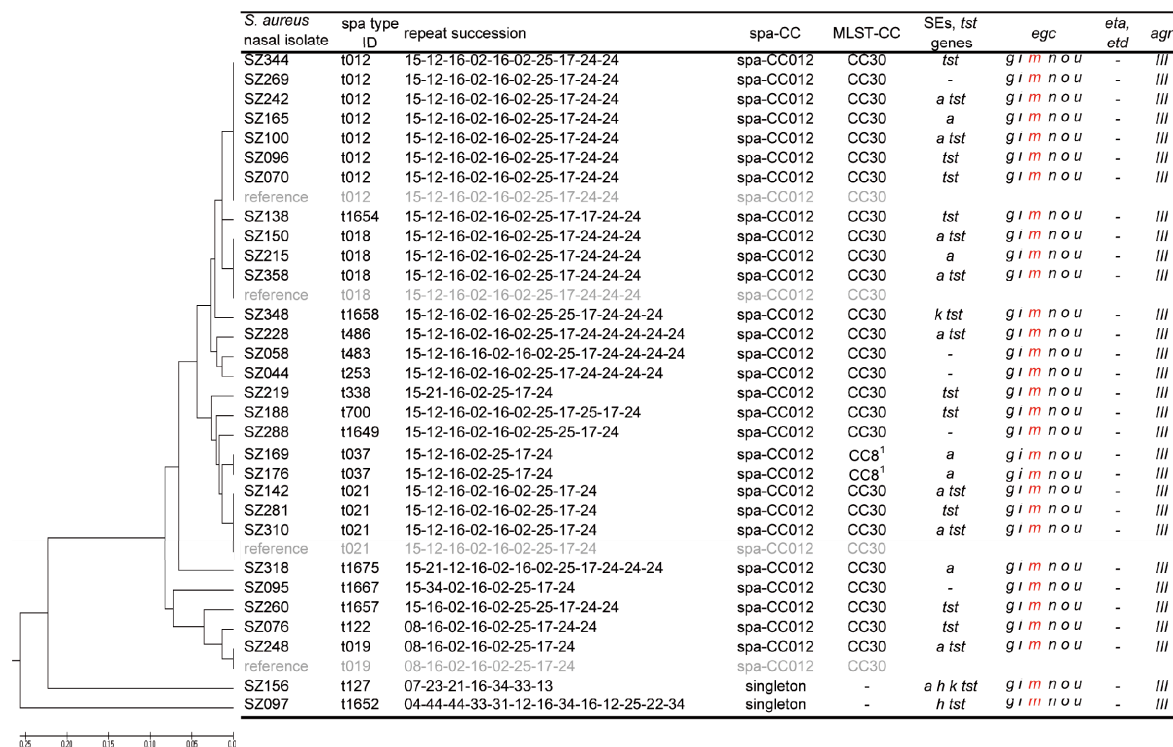 S. aureus nasal isolate spa type ID repeat succession spa-CC MLST-CC SEs, tst genes egc eta, etd agr
SZ344 t012 15-12-16-02-16-02-25-17-24-24 spa-CC012 CC30 tst g i m n o u - III
SZ269 t012 15-12-16-02-16-02-25-17-24-24 spa-CC012 CC30 - g i m n o u - III
SZ242 t012 15-12-16-02-16-02-25-17-24-24 spa-CC012 CC30 a tst g i m n o u - III
SZ165 t012 15-12-16-02-16-02-25-17-24-24 spa-CC012 CC30 a g i m n o u - III
SZ100 t012 15-12-16-02-16-02-25-17-24-24 spa-CC012 CC30 a tst g i m n o u - III
SZ096 t012 15-12-16-02-16-02-25-17-24-24 spa-CC012 CC30 tst g i m n o u - III
SZ070 t012 15-12-16-02-16-02-25-17-24-24 spa-CC012 CC30 tst g i m n o u - III
reference t012 15-12-16-02-16-02-25-17-24-24 spa-CC012 CC30
SZ138 t1654 15-12-16-02-16-02-25-17-17-24-24 spa-CC012 CC30 tst g i m n o u - III
SZ150 t018 15-12-16-02-16-02-25-17-24-24-24 spa-CC012 CC30 a tst g i m n o u - III
SZ215 t018 15-12-16-02-16-02-25-17-24-24-24 spa-CC012 CC30 a g i m n o u - III
SZ358 t018 15-12-16-02-16-02-25-17-24-24-24 spa-CC012 CC30 a tst g i m n o u - III
reference t018 15-12-16-02-16-02-25-17-24-24-24 spa-CC012 CC30
SZ348 t1658 15-12-16-02-16-02-25-25-17-24-24-24 spa-CC012 CC30 k tst g i m n o u - III
SZ228 t486 15-12-16-02-16-02-25-17-24-24-24-24-24 spa-CC012 CC30 a tst g i m n o u - III
SZ058 t483 15-12-16-16-02-16-02-25-17-24-24-24-24 spa-CC012 CC30 - g i m n o u - III
SZ044 t253 15-12-16-02-16-02-25-17-24-24-24-24 spa-CC012 CC30 - g i m n o u - III
SZ219 t338 15-21-16-02-25-17-24 spa-CC012 CC30 tst g i m n o u - III
SZ188 t700 15-12-16-02-16-02-25-17-25-17-24 spa-CC012 CC30 tst g i m n o u - III
SZ288 t1649 15-12-16-02-16-02-25-25-17-24 spa-CC012 CC30 - g i m n o u - III
SZ169 t037 15-12-16-02-25-17-24 spa-CC012 CC8¹ a g i m n o u - III
SZ176 t037 15-12-16-02-25-17-24 spa-CC012 CC8¹ a g i m n o u - III
SZ142 t021 15-12-16-02-16-02-25-17-24 spa-CC012 CC30 a tst g i m n o u - III
SZ281 t021 15-12-16-02-16-02-25-17-24 spa-CC012 CC30 tst g i m n o u - III
SZ310 t021 15-12-16-02-16-02-25-17-24 spa-CC012 CC30 a tst g i m n o u - III
reference t021 15-12-16-02-16-02-25-17-24 spa-CC012 CC30
SZ318 t1675 15-21-12-16-02-16-02-25-17-24-24-24 spa-CC012 CC30 a g i m n o u - III
SZ095 t1667 15-34-02-16-02-25-17-24 spa-CC012 CC30 - g i m n o u - III
SZ260 t1657 15-16-02-16-02-25-25-17-24-24 spa-CC012 CC30 tst g i m n o u - III
SZ076 t122 08-16-02-16-02-25-17-24-24 spa-CC012 CC30 tst g i m n o u - III
SZ248 t019 08-16-02-16-02-25-17-24 spa-CC012 CC30 a tst g i m n o u - III
reference t019 08-16-02-16-02-25-17-24 spa-CC012 CC30
SZ156 t127 07-23-21-16-34-33-13 singleton - a h k tst g i m n o u - III
SZ097 t1652 04-44-44-33-31-12-16-34-16-12-25-22-34 singleton - h tst g i m n o u - III
0.25 0.20 0.15 0.10 0.05 0.0